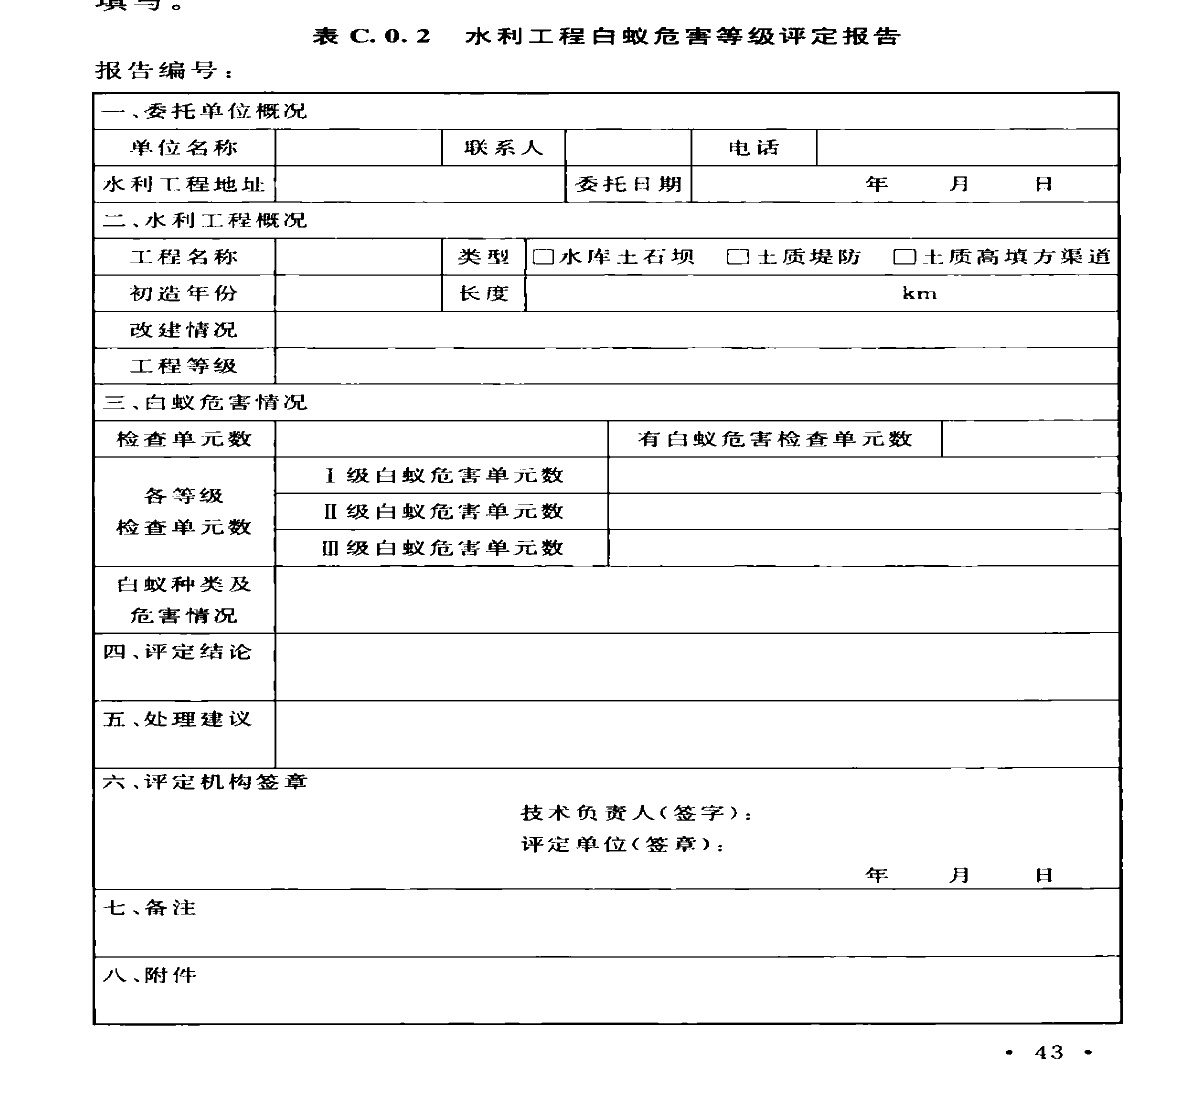 填写。
表 C.0.2 水利工程白蚁危害等级评定报告
报告编号：
一、委托单位概况
单位名称 联系人 电话
水利工程地址 委托日期 年 月 日
二、水利工程概况
工程名称 类型 □水库土石坝 □土质堤防 □土质高填方渠道
初造年份 长度 km
改建情况
工程等级
三、白蚁危害情况
检查单元数 有白蚁危害检查单元数
各等级
检查单元数
Ⅰ级白蚁危害单元数
Ⅱ级白蚁危害单元数
Ⅲ级白蚁危害单元数
白蚁种类及
危害情况
四、评定结论
五、处理建议
六、评定机构签章
技术负责人(签字)：
评定单位(签章)：
年 月 日
七、备注
八、附件
• 43 •